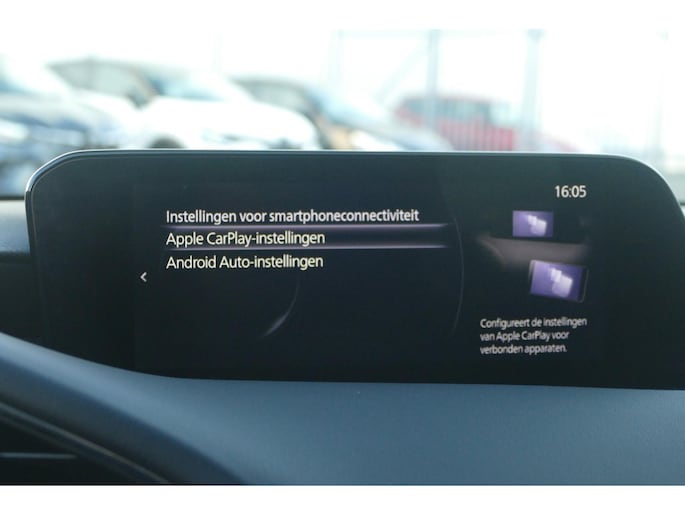 16:05
Instellingen voor smartphoneconnectiviteit
Apple CarPlay-instellingen
Android Auto-instellingen
Configureert de instellingen
van Apple CarPlay voor
verbonden apparaten.